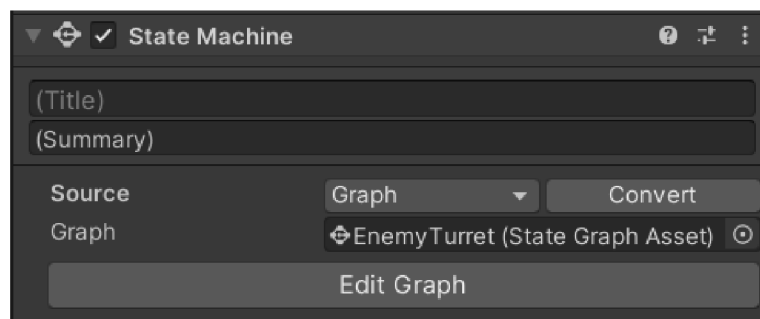 State Machine
(Title)
(Summary)
Source Graph Convert
Graph EnemyTurret (State Graph Asset)
Edit Graph